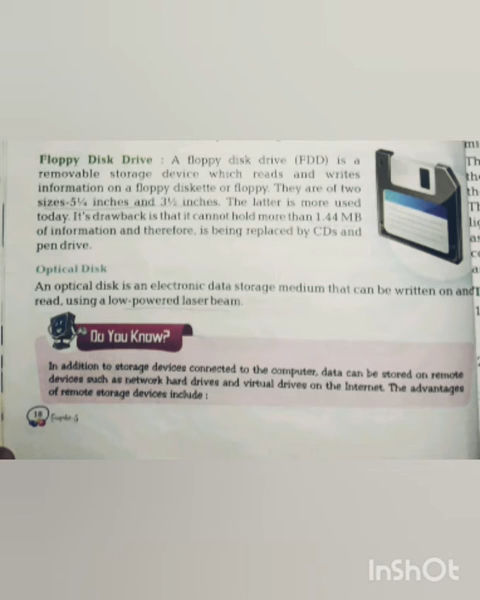 Floppy Disk Drive : A floppy disk drive (FDD) is a
removable storage device which reads and writes
information on a floppy diskette or floppy. They are of two
sizes-5¼ inches and 3½ inches. The latter is more used
today. It's drawback is that it cannot hold more than 1.44 MB
of information and therefore, is being replaced by CDs and
pen drive.
Optical Disk
An optical disk is an electronic data storage medium that can be written on and
read, using a low-powered laser beam.
Do You Know?
In addition to storage devices connected to the computer, data can be stored on remote
devices such as network hard drives and virtual drives on the Internet. The advantages
of remote storage devices include :
18
InShOt